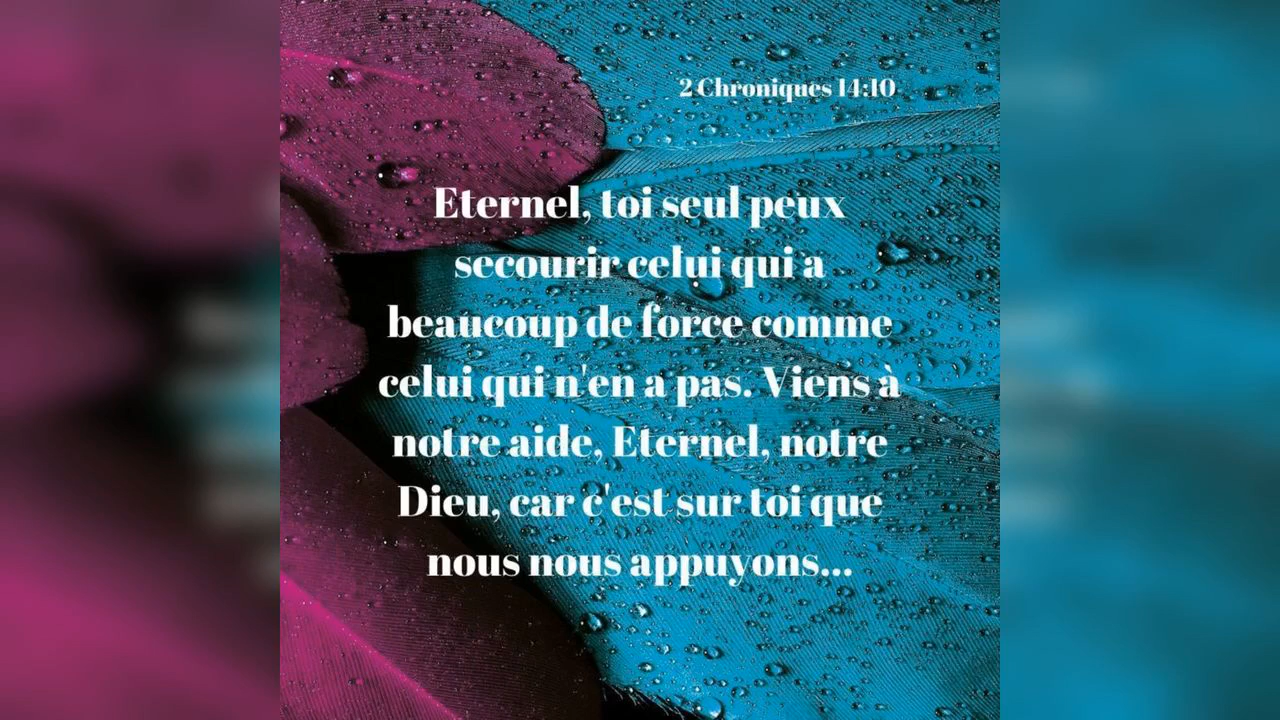 2 Chroniques 14:10
Eternel, toi seul peux
secourir celui qui a
beaucoup de force comme
celui qui n'en a pas. Viens à
notre aide, Eternel, notre
Dieu, car c'est sur toi que
nous nous appuyons...